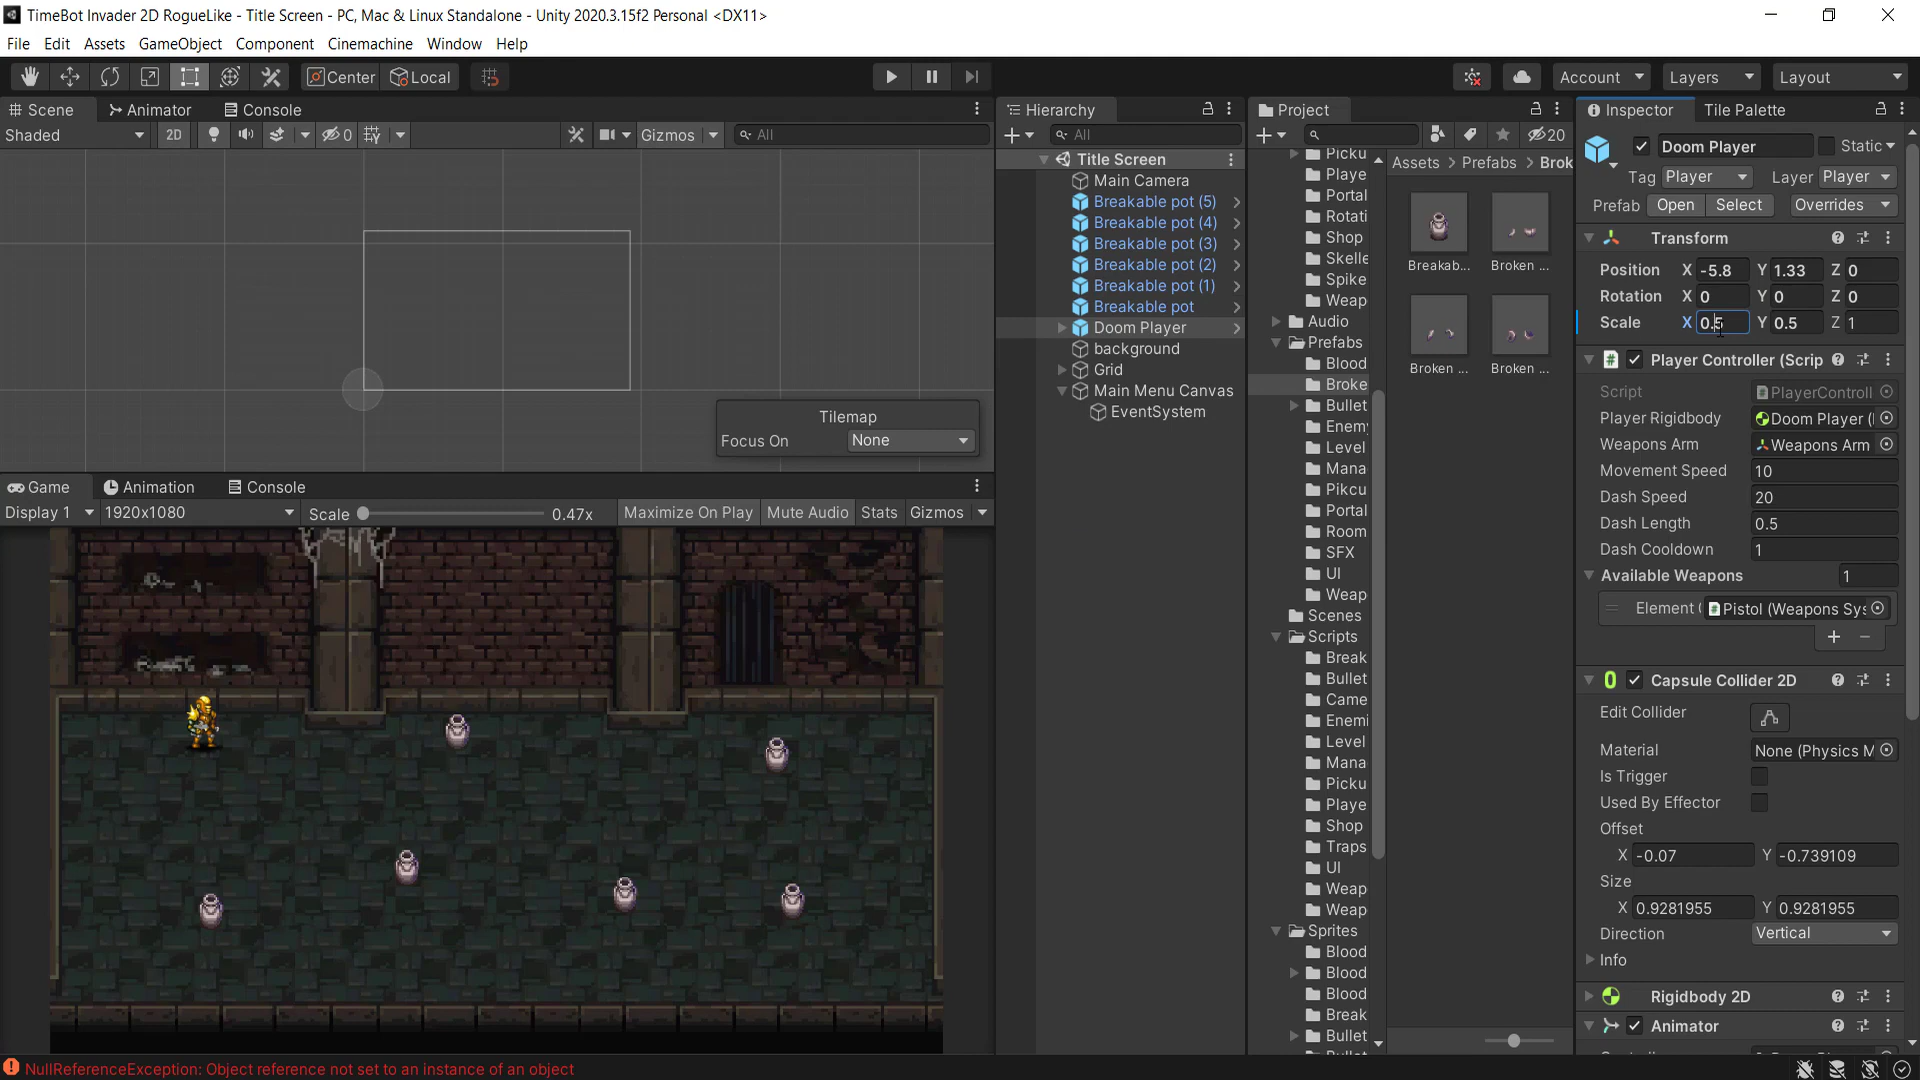 TimeBot Invader 2D RogueLike - Title Screen - PC, Mac & Linux Standalone - Unity 2020.3.15f2 Personal <DX11>
File Edit Assets GameObject Component Cinemachine Window Help
Center Local Account Layers Layout
Scene Animator Console
Shaded 2D 0 Gizmos All
Tilemap
Focus On None
Game Animation Console
Display 1 1920x1080 Scale 0.47x Maximize On Play Mute Audio Stats Gizmos
Hierarchy
All
Title Screen
Main Camera
Breakable pot (5)
Breakable pot (4)
Breakable pot (3)
Breakable pot (2)
Breakable pot (1)
Breakable pot
Doom Player
background
Grid
Main Menu Canvas
EventSystem
Project
20
Picku
Playe
Portal
Rotati
Shop
Skelle
Spike
Weap
Audio
Prefabs
Blood
Broke
Bullet
Enemy
Level
Mana
Pikcu
Portal
Room
SFX
UI
Weap
Scenes
Scripts
Break
Bullet
Came
Enemi
Level
Mana
Picku
Playe
Shop
Traps
UI
Weap
Weap
Sprites
Blood
Blood
Blood
Break
Bullet
Assets > Prefabs > Brok
Breakab... Broken ...
Broken ... Broken ...
Inspector Tile Palette
Doom Player Static
Tag Player Layer Player
Prefab Open Select Overrides
Transform
Position X -5.8 Y 1.33 Z 0
Rotation X 0 Y 0 Z 0
Scale X 0.5 Y 0.5 Z 1
Player Controller (Scrip
Script PlayerControll
Player Rigidbody Doom Player (
Weapons Arm Weapons Arm
Movement Speed 10
Dash Speed 20
Dash Length 0.5
Dash Cooldown 1
Available Weapons 1
Element Pistol (Weapons Sys
Capsule Collider 2D
Edit Collider
Material None (Physics M
Is Trigger
Used By Effector
Offset
X -0.07 Y -0.739109
Size
X 0.9281955 Y 0.9281955
Direction Vertical
Info
Rigidbody 2D
Animator
NullReferenceException: Object reference not set to an instance of an object